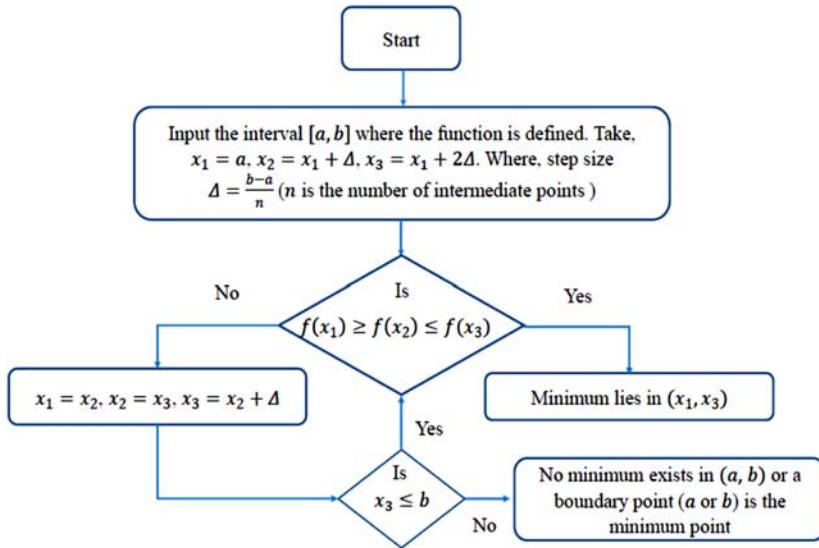 Start
Input the interval [a, b] where the function is defined. Take,
x₁ = a, x₂ = x₁ + Δ, x₃ = x₁ + 2Δ. Where, step size
Δ = (b−a)/n (n is the number of intermediate points )
No
Is
Yes
f(x₁) ≥ f(x₂) ≤ f(x₃)
x₁ = x₂, x₂ = x₃, x₃ = x₂ + Δ
Minimum lies in (x₁, x₃)
Yes
Is
x₃ ≤ b
No
No minimum exists in (a, b) or a
boundary point (a or b) is the
minimum point